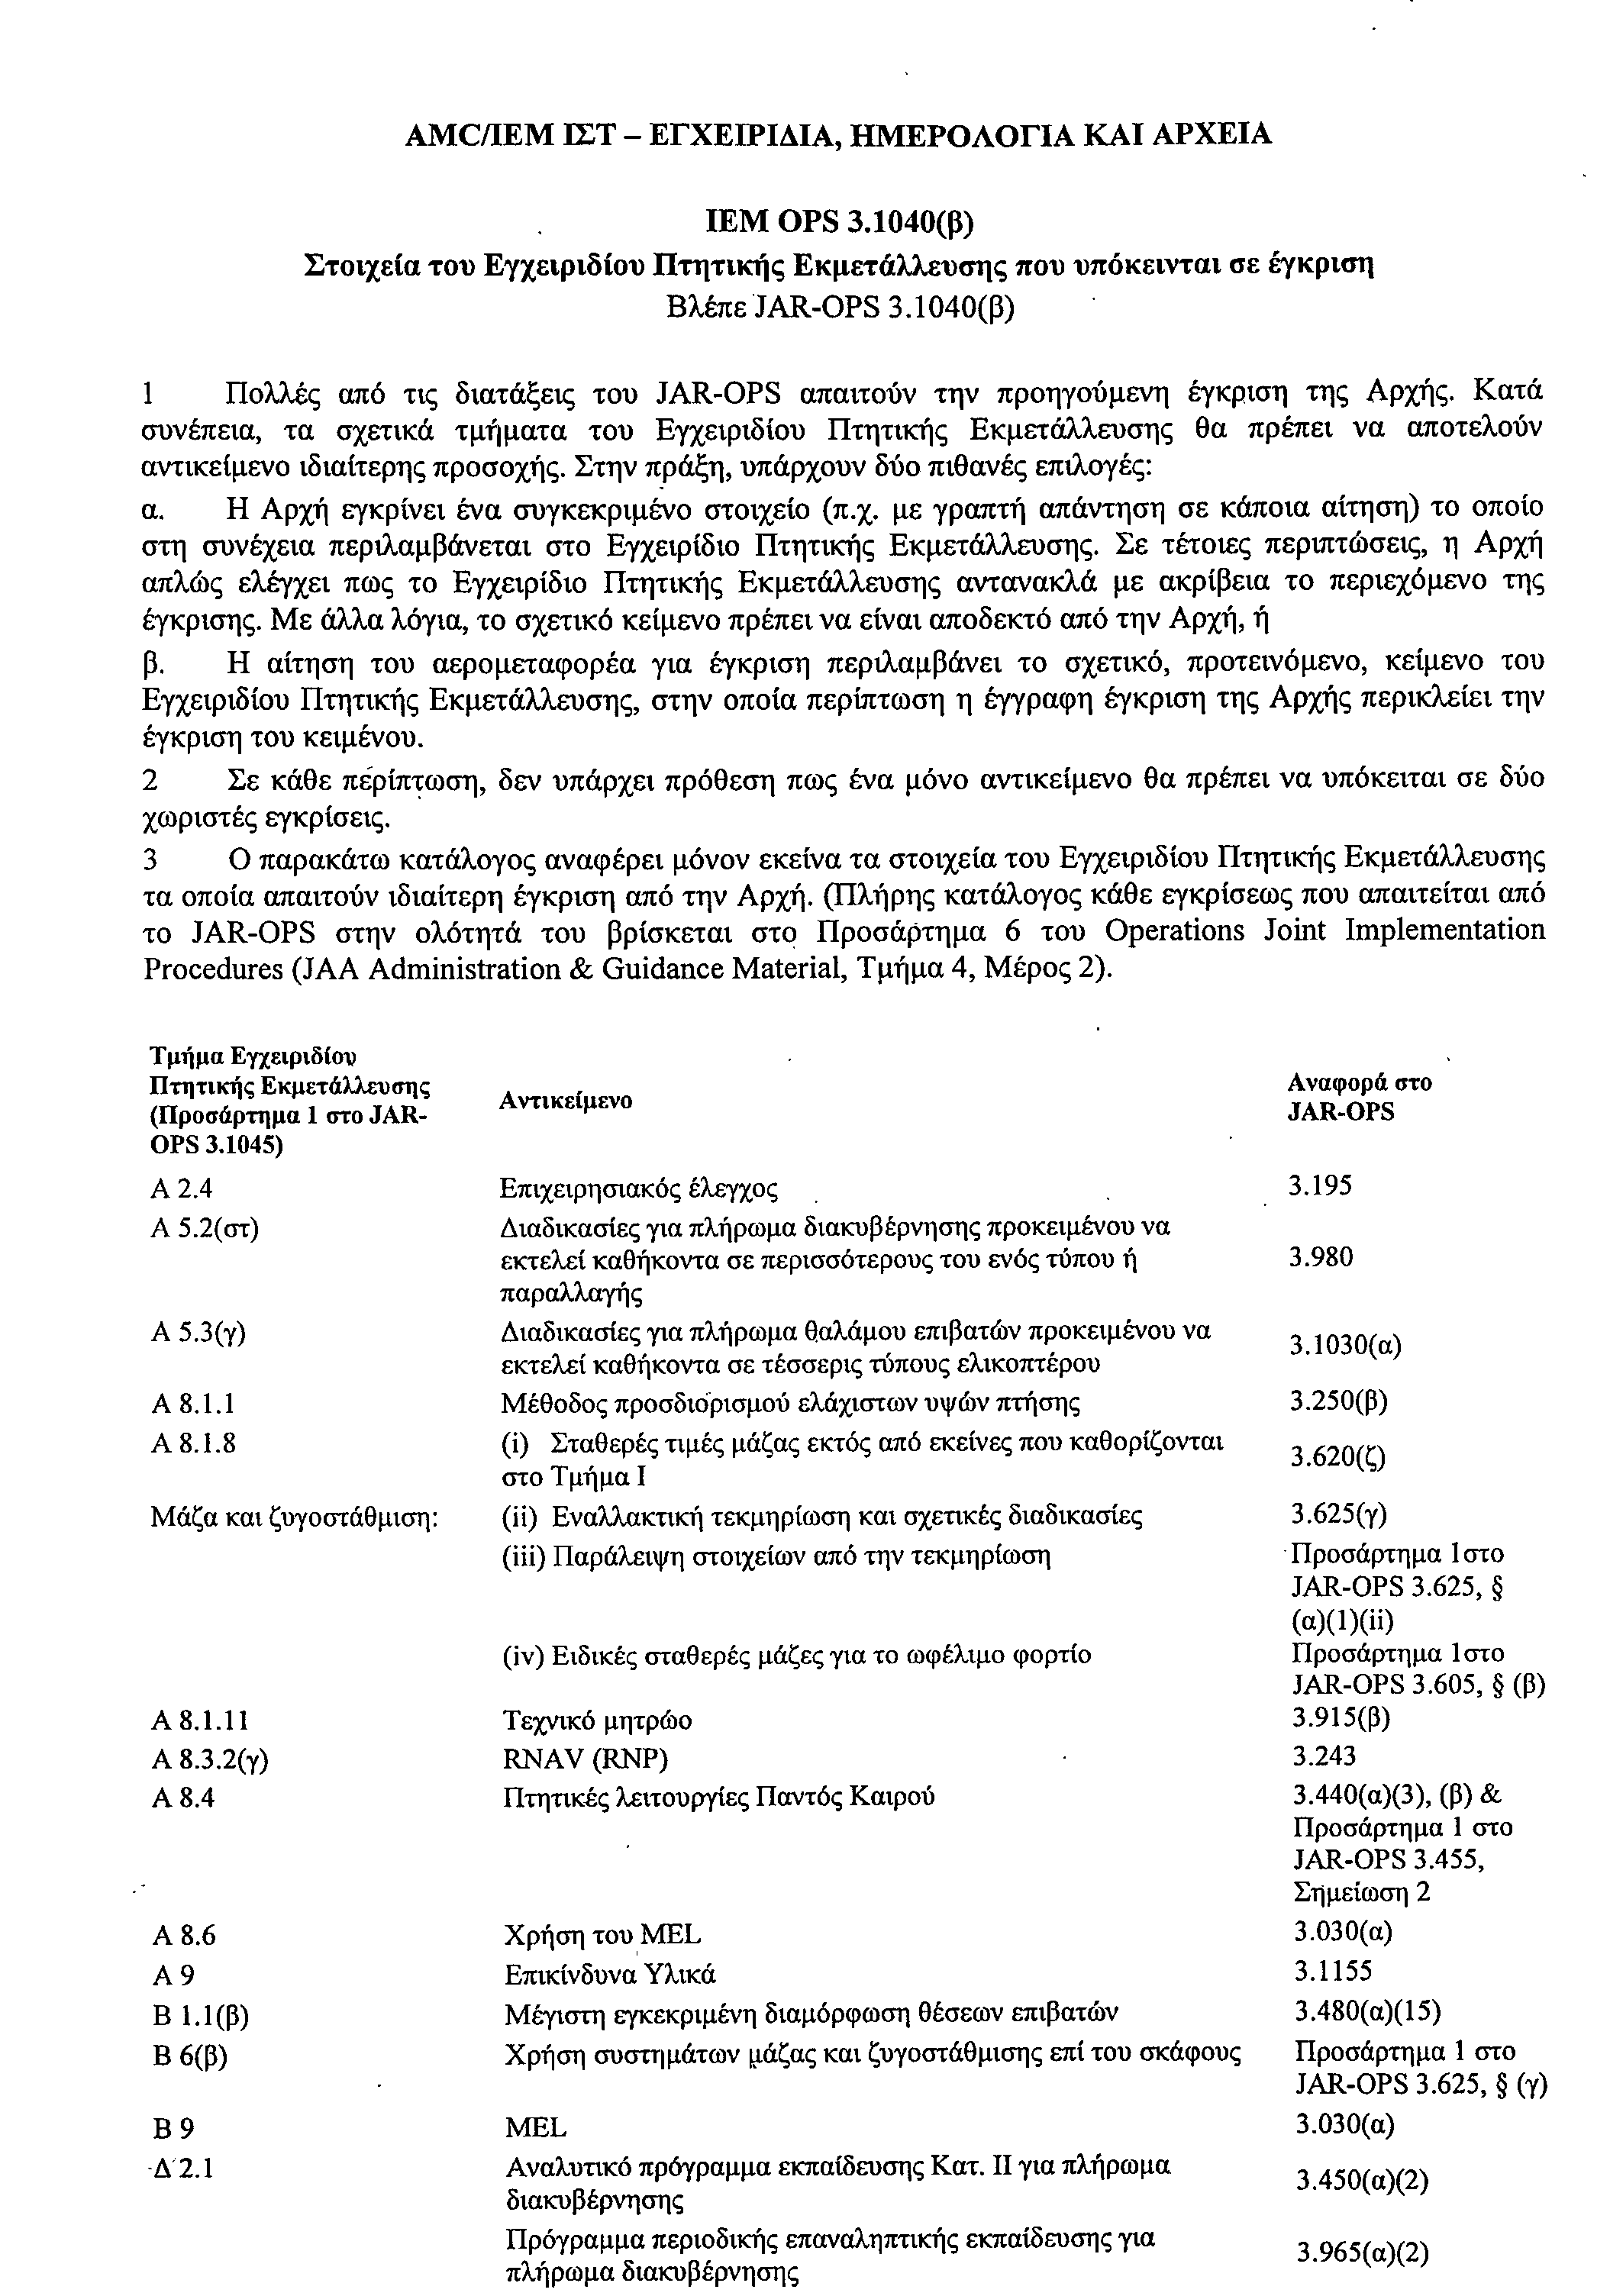 AMC/IEM ΙΣΤ – ΕΓΧΕΙΡΙΔΙΑ, ΗΜΕΡΟΛΟΓΙΑ ΚΑΙ ΑΡΧΕΙΑ
IEM OPS 3.1040(β)
Στοιχεία του Εγχειριδίου Πτητικής Εκμετάλλευσης που υπόκεινται σε έγκριση
Βλέπε JAR-OPS 3.1040(β)
1 Πολλές από τις διατάξεις του JAR-OPS απαιτούν την προηγούμενη έγκριση της Αρχής. Κατά
συνέπεια, τα σχετικά τμήματα του Εγχειριδίου Πτητικής Εκμετάλλευσης θα πρέπει να αποτελούν
αντικείμενο ιδιαίτερης προσοχής. Στην πράξη, υπάρχουν δύο πιθανές επιλογές:
α. Η Αρχή εγκρίνει ένα συγκεκριμένο στοιχείο (π.χ. με γραπτή απάντηση σε κάποια αίτηση) το οποίο
στη συνέχεια περιλαμβάνεται στο Εγχειρίδιο Πτητικής Εκμετάλλευσης. Σε τέτοιες περιπτώσεις, η Αρχή
απλώς ελέγχει πως το Εγχειρίδιο Πτητικής Εκμετάλλευσης αντανακλά με ακρίβεια το περιεχόμενο της
έγκρισης. Με άλλα λόγια, το σχετικό κείμενο πρέπει να είναι αποδεκτό από την Αρχή, ή
β. Η αίτηση του αερομεταφορέα για έγκριση περιλαμβάνει το σχετικό, προτεινόμενο, κείμενο του
Εγχειριδίου Πτητικής Εκμετάλλευσης, στην οποία περίπτωση η έγγραφη έγκριση της Αρχής περικλείει την
έγκριση του κειμένου.
2 Σε κάθε περίπτωση, δεν υπάρχει πρόθεση πως ένα μόνο αντικείμενο θα πρέπει να υπόκειται σε δύο
χωριστές εγκρίσεις.
3 Ο παρακάτω κατάλογος αναφέρει μόνον εκείνα τα στοιχεία του Εγχειριδίου Πτητικής Εκμετάλλευσης
τα οποία απαιτούν ιδιαίτερη έγκριση από την Αρχή. (Πλήρης κατάλογος κάθε εγκρίσεως που απαιτείται από
το JAR-OPS στην ολότητά του βρίσκεται στο Προσάρτημα 6 του Operations Joint Implementation
Procedures (JAA Administration & Guidance Material, Τμήμα 4, Μέρος 2).
Τμήμα Εγχειριδίου
Πτητικής Εκμετάλλευσης
(Προσάρτημα 1 στο JAR-
OPS 3.1045)
Αντικείμενο
Αναφορά στο
JAR-OPS
A 2.4 Επιχειρησιακός έλεγχος 3.195
A 5.2(στ) Διαδικασίες για πλήρωμα διακυβέρνησης προκειμένου να
εκτελεί καθήκοντα σε περισσότερους του ενός τύπου ή 3.980
παραλλαγής
A 5.3(γ) Διαδικασίες για πλήρωμα θαλάμου επιβατών προκειμένου να
εκτελεί καθήκοντα σε τέσσερις τύπους ελικοπτέρου 3.1030(α)
A 8.1.1 Μέθοδος προσδιορισμού ελάχιστων υψών πτήσης 3.250(β)
A 8.1.8 (i) Σταθερές τιμές μάζας εκτός από εκείνες που καθορίζονται
στο Τμήμα Ι 3.620(ζ)
Μάζα και ζυγοστάθμιση: (ii) Εναλλακτική τεκμηρίωση και σχετικές διαδικασίες 3.625(γ)
(iii) Παράλειψη στοιχείων από την τεκμηρίωση Προσάρτημα 1στο
JAR-OPS 3.625, §
(α)(1)(ii)
(iv) Ειδικές σταθερές μάζες για το ωφέλιμο φορτίο Προσάρτημα 1στο
JAR-OPS 3.605, § (β)
A 8.1.11 Τεχνικό μητρώο 3.915(β)
A 8.3.2(γ) RNAV (RNP) 3.243
A 8.4 Πτητικές λειτουργίες Παντός Καιρού 3.440(α)(3), (β) &
Προσάρτημα 1 στο
JAR-OPS 3.455,
Σημείωση 2
A 8.6 Χρήση του MEL 3.030(α)
A 9 Επικίνδυνα Υλικά 3.1155
B 1.1(β) Μέγιστη εγκεκριμένη διαμόρφωση θέσεων επιβατών 3.480(α)(15)
B 6(β) Χρήση συστημάτων μάζας και ζυγοστάθμισης επί του σκάφους Προσάρτημα 1 στο
JAR-OPS 3.625, § (γ)
B 9 MEL 3.030(α)
Δ 2.1 Αναλυτικό πρόγραμμα εκπαίδευσης Κατ. ΙΙ για πλήρωμα
διακυβέρνησης 3.450(α)(2)
Πρόγραμμα περιοδικής επαναληπτικής εκπαίδευσης για
πλήρωμα διακυβέρνησης 3.965(α)(2)